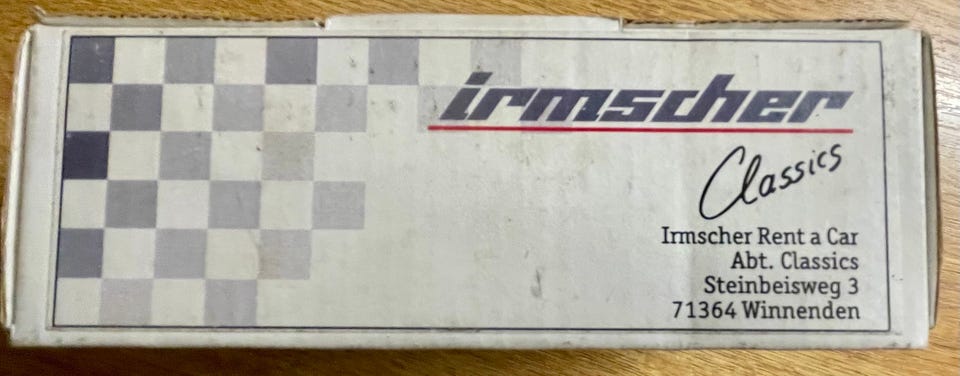 irmscher
Classics
Irmscher Rent a Car
Abt. Classics
Steinbeisweg 3
71364 Winnenden